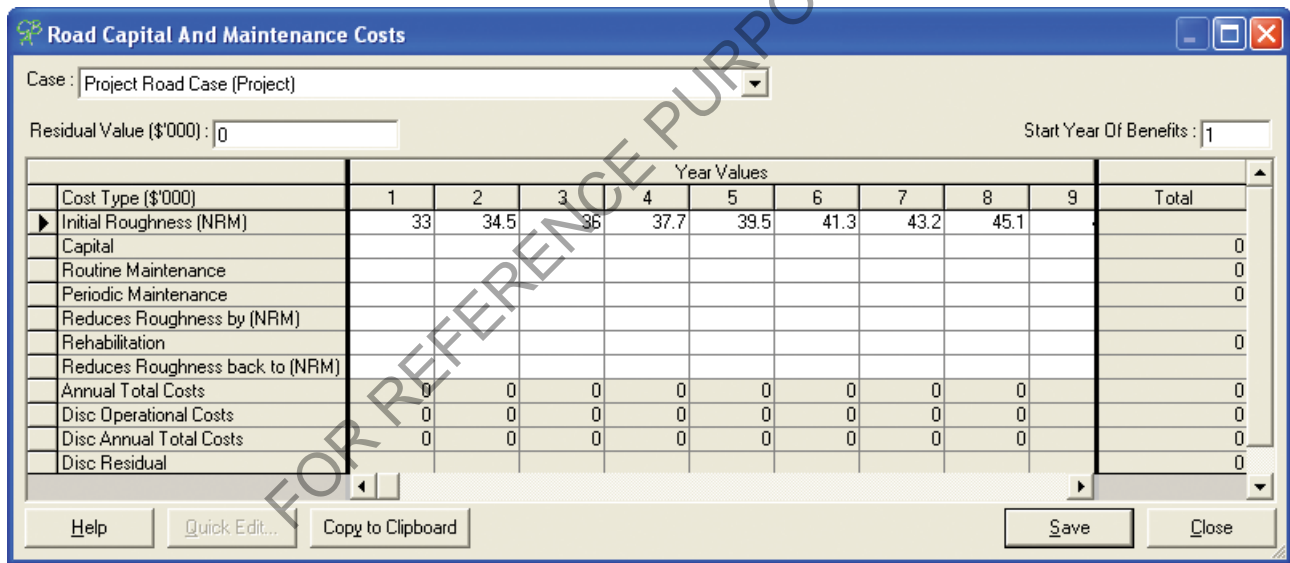 Road Capital And Maintenance Costs
Case : Project Road Case (Project)
Residual Value ($'000) : 0 Start Year Of Benefits : 1
Year Values
Cost Type ($'000) 1 2 3 4 5 6 7 8 9 Total
Initial Roughness (NRM) 33 34.5 36 37.7 39.5 41.3 43.2 45.1
Capital 0
Routine Maintenance 0
Periodic Maintenance 0
Reduces Roughness by (NRM)
Rehabilitation 0
Reduces Roughness back to (NRM)
Annual Total Costs 0 0 0 0 0 0 0 0 0
Disc Operational Costs 0 0 0 0 0 0 0 0 0
Disc Annual Total Costs 0 0 0 0 0 0 0 0 0
Disc Residual 0
Help Quick Edit... Copy to Clipboard Save Close
FOR REFERENCE PURPO